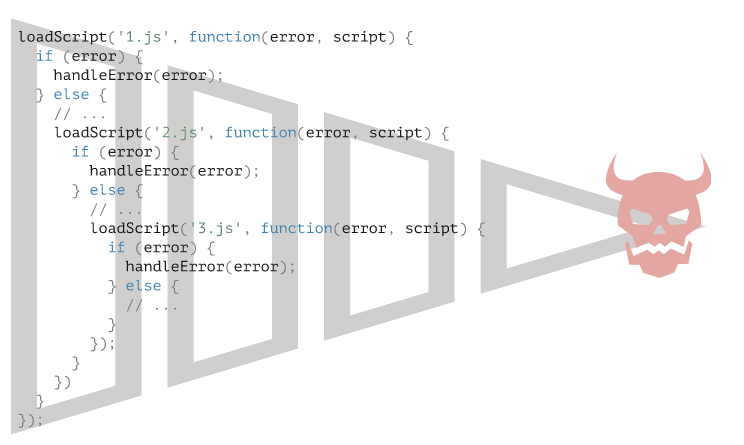 loadScript('1.js', function(error, script) {
  if (error) {
    handleError(error);
  } else {
    // ...
    loadScript('2.js', function(error, script) {
      if (error) {
        handleError(error);
      } else {
        // ...
        loadScript('3.js', function(error, script) {
          if (error) {
            handleError(error);
          } else {
            // ...
          }
        });
      }
    })
  }
});